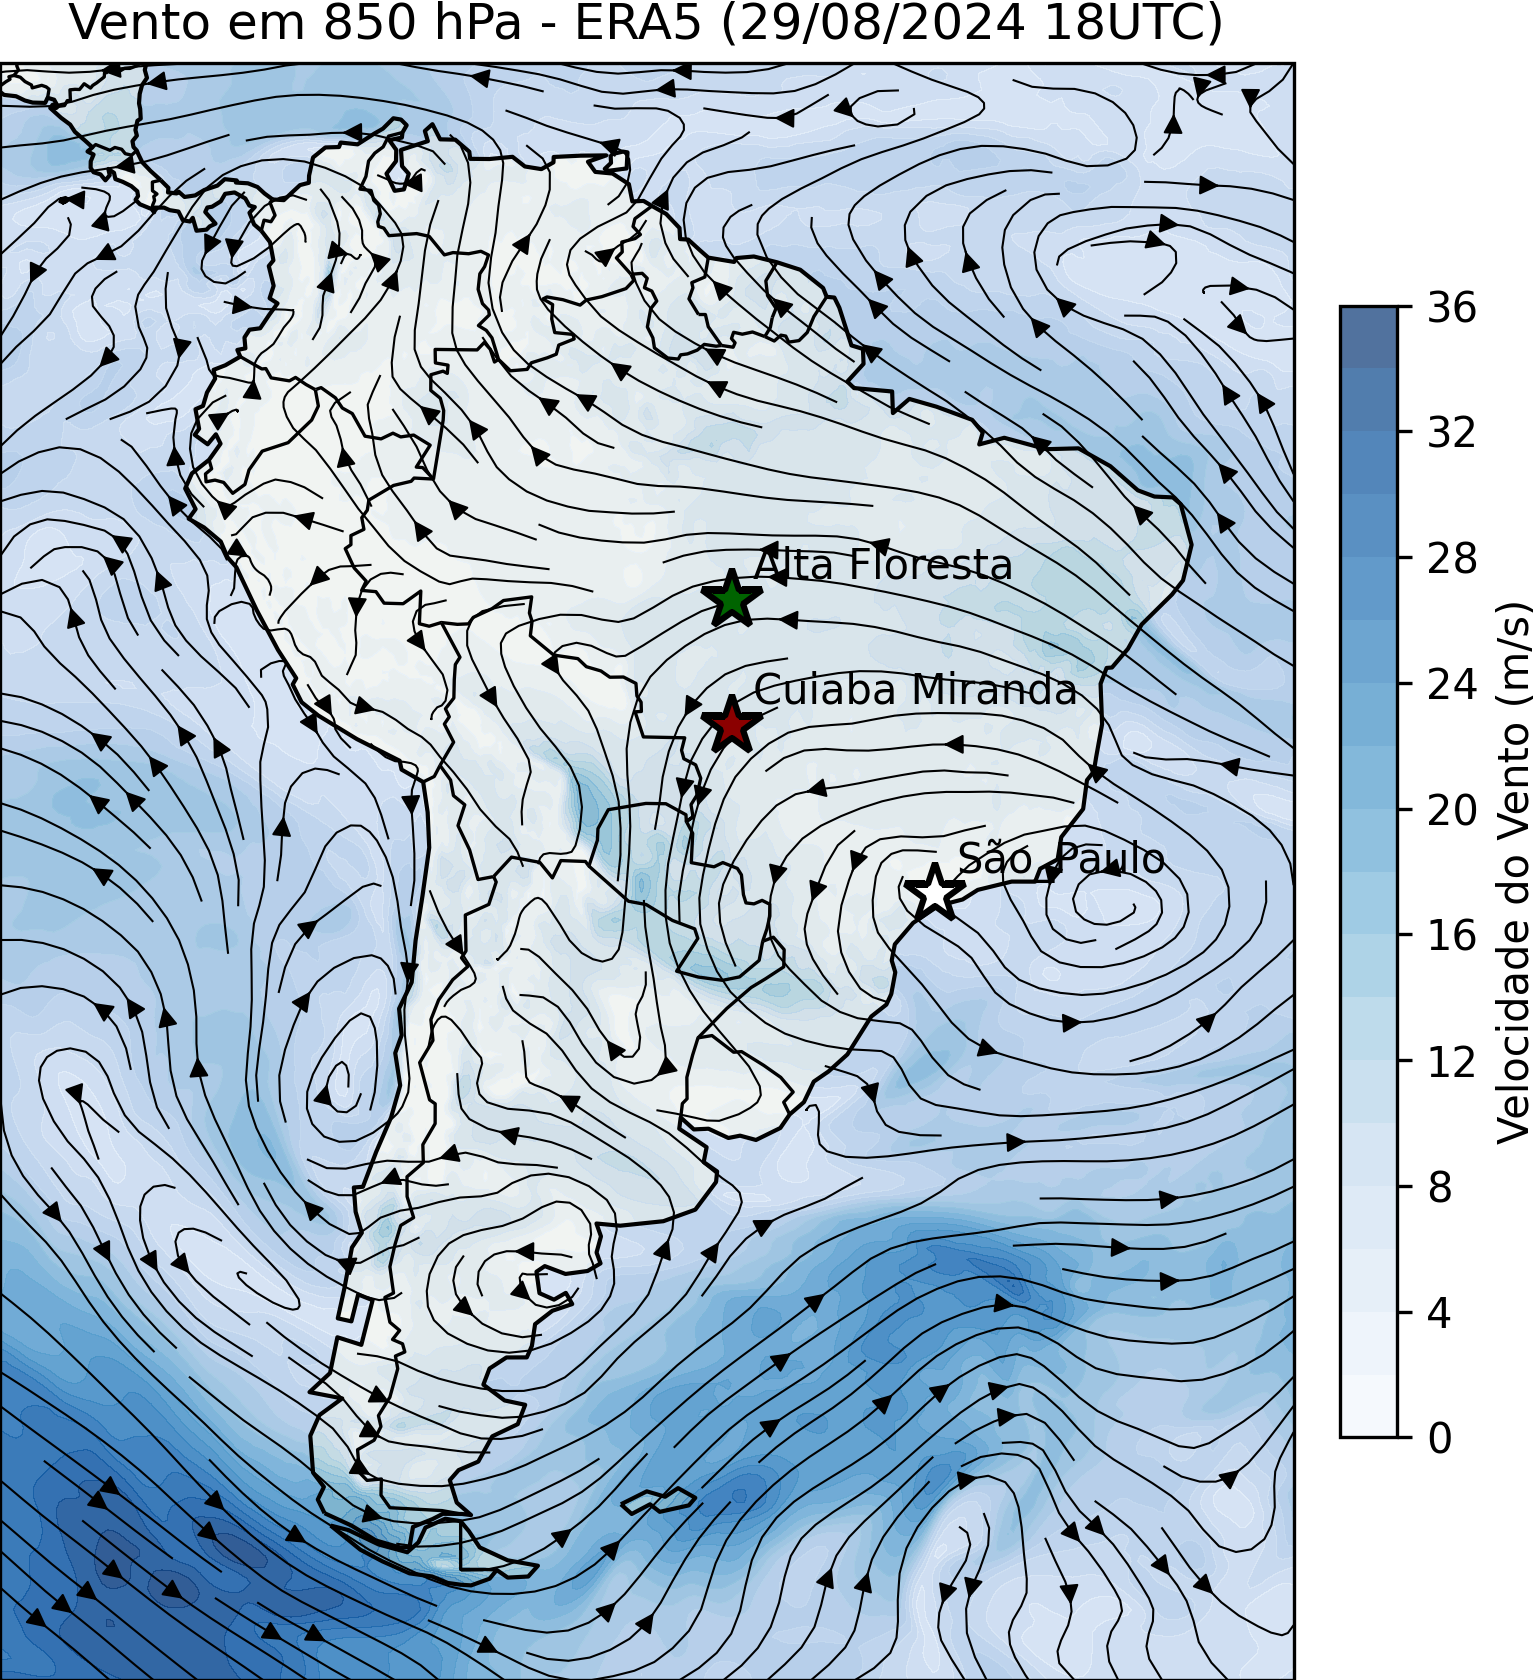 Vento em 850 hPa - ERA5 (29/08/2024 18UTC)
Alta Floresta
Cuiaba Miranda
São Paulo
36
32
28
24
20
16
12
8
4
0
Velocidade do Vento (m/s)